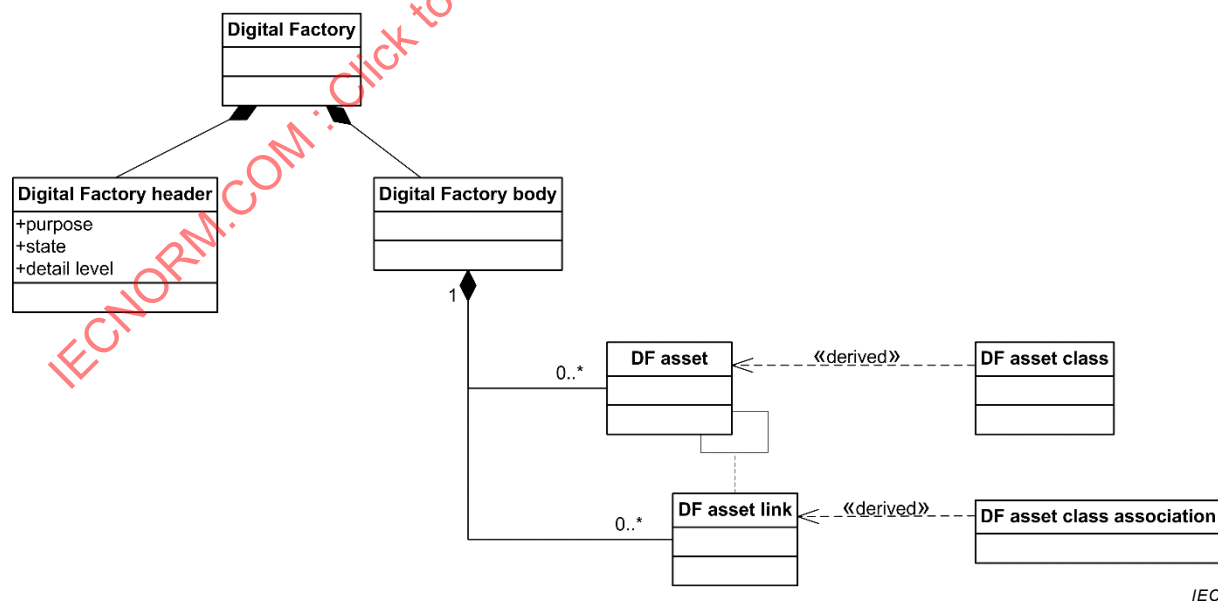 Digital Factory
IECNORM.COM : Click to
Digital Factory header
+purpose
+state
+detail level
Digital Factory body
1
DF asset
«derived»
DF asset class
0..*
DF asset link
«derived»
DF asset class association
0..*
IEC